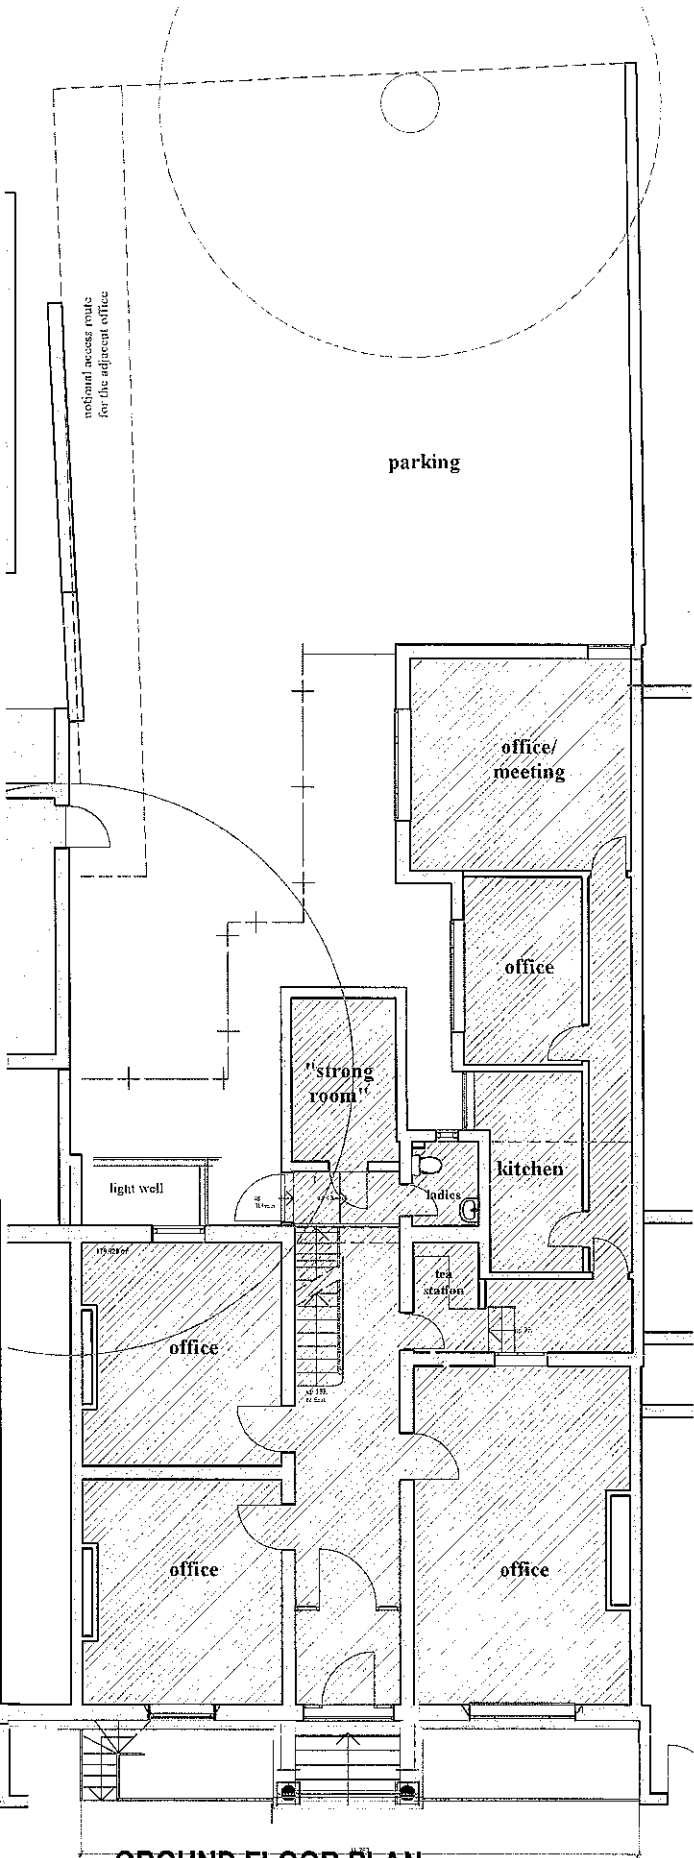 notional access route
for the adjacent office
parking
office/
meeting
office
"strong
room"
kitchen
light well
ladies
tea
station
office
office
office
GROUND FLOOR PLAN